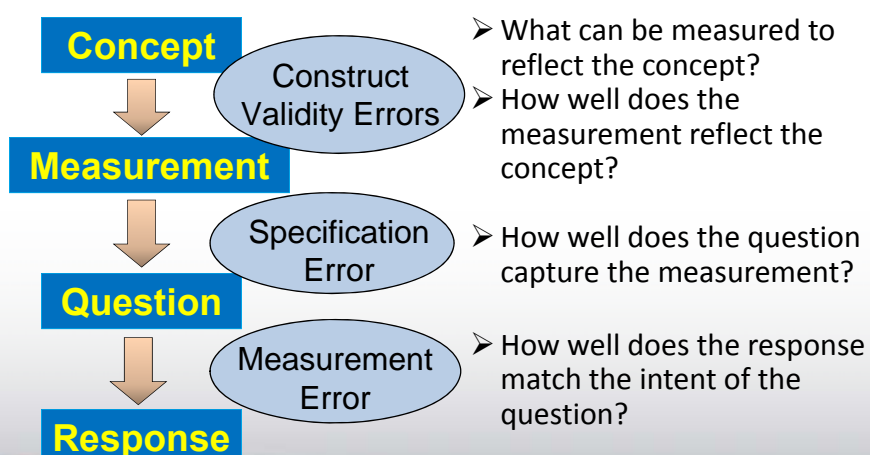 Concept
Construct
Validity Errors
➢ What can be measured to
reflect the concept?
➢ How well does the
measurement reflect the
concept?
Measurement
Specification
Error
➢ How well does the question
capture the measurement?
Question
Measurement
Error
➢ How well does the response
match the intent of the
question?
Response